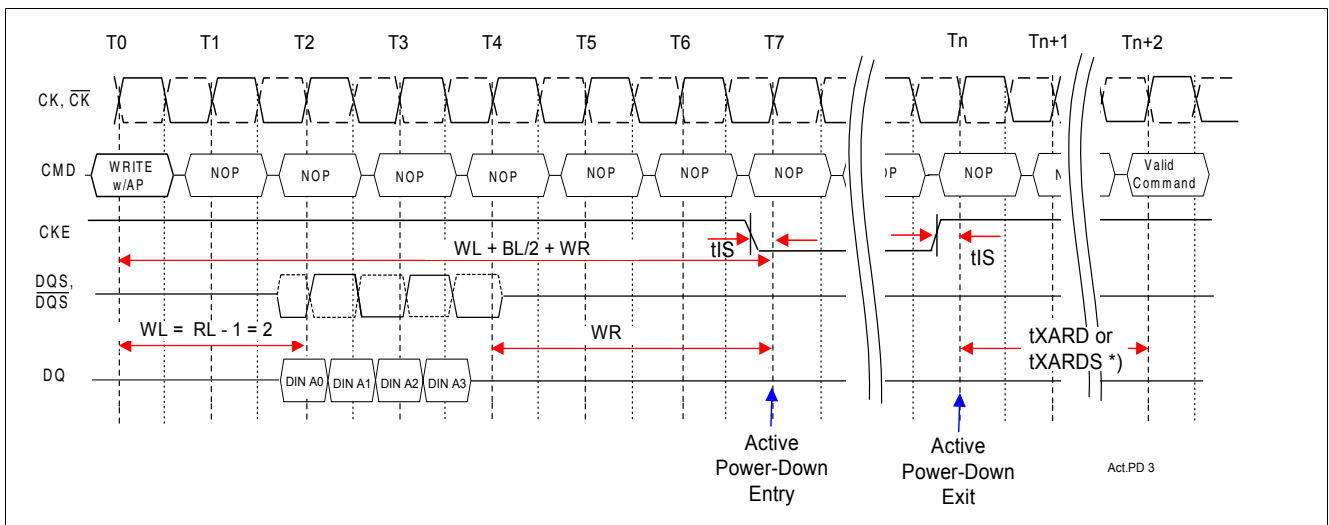 T0 T1 T2 T3 T4 T5 T6 T7 Tn Tn+1 Tn+2
CK, CK
CMD WRITE w/AP NOP NOP NOP NOP NOP NOP NOP NOP Valid Command
CKE
WL + BL/2 + WR tIS tIS
DQS,
DQS
WL = RL - 1 = 2 WR tXARD or
tXARDS *)
DQ DIN A0 DIN A1 DIN A2 DIN A3
Active Power-Down Entry
Active Power-Down Exit
Act.PD 3